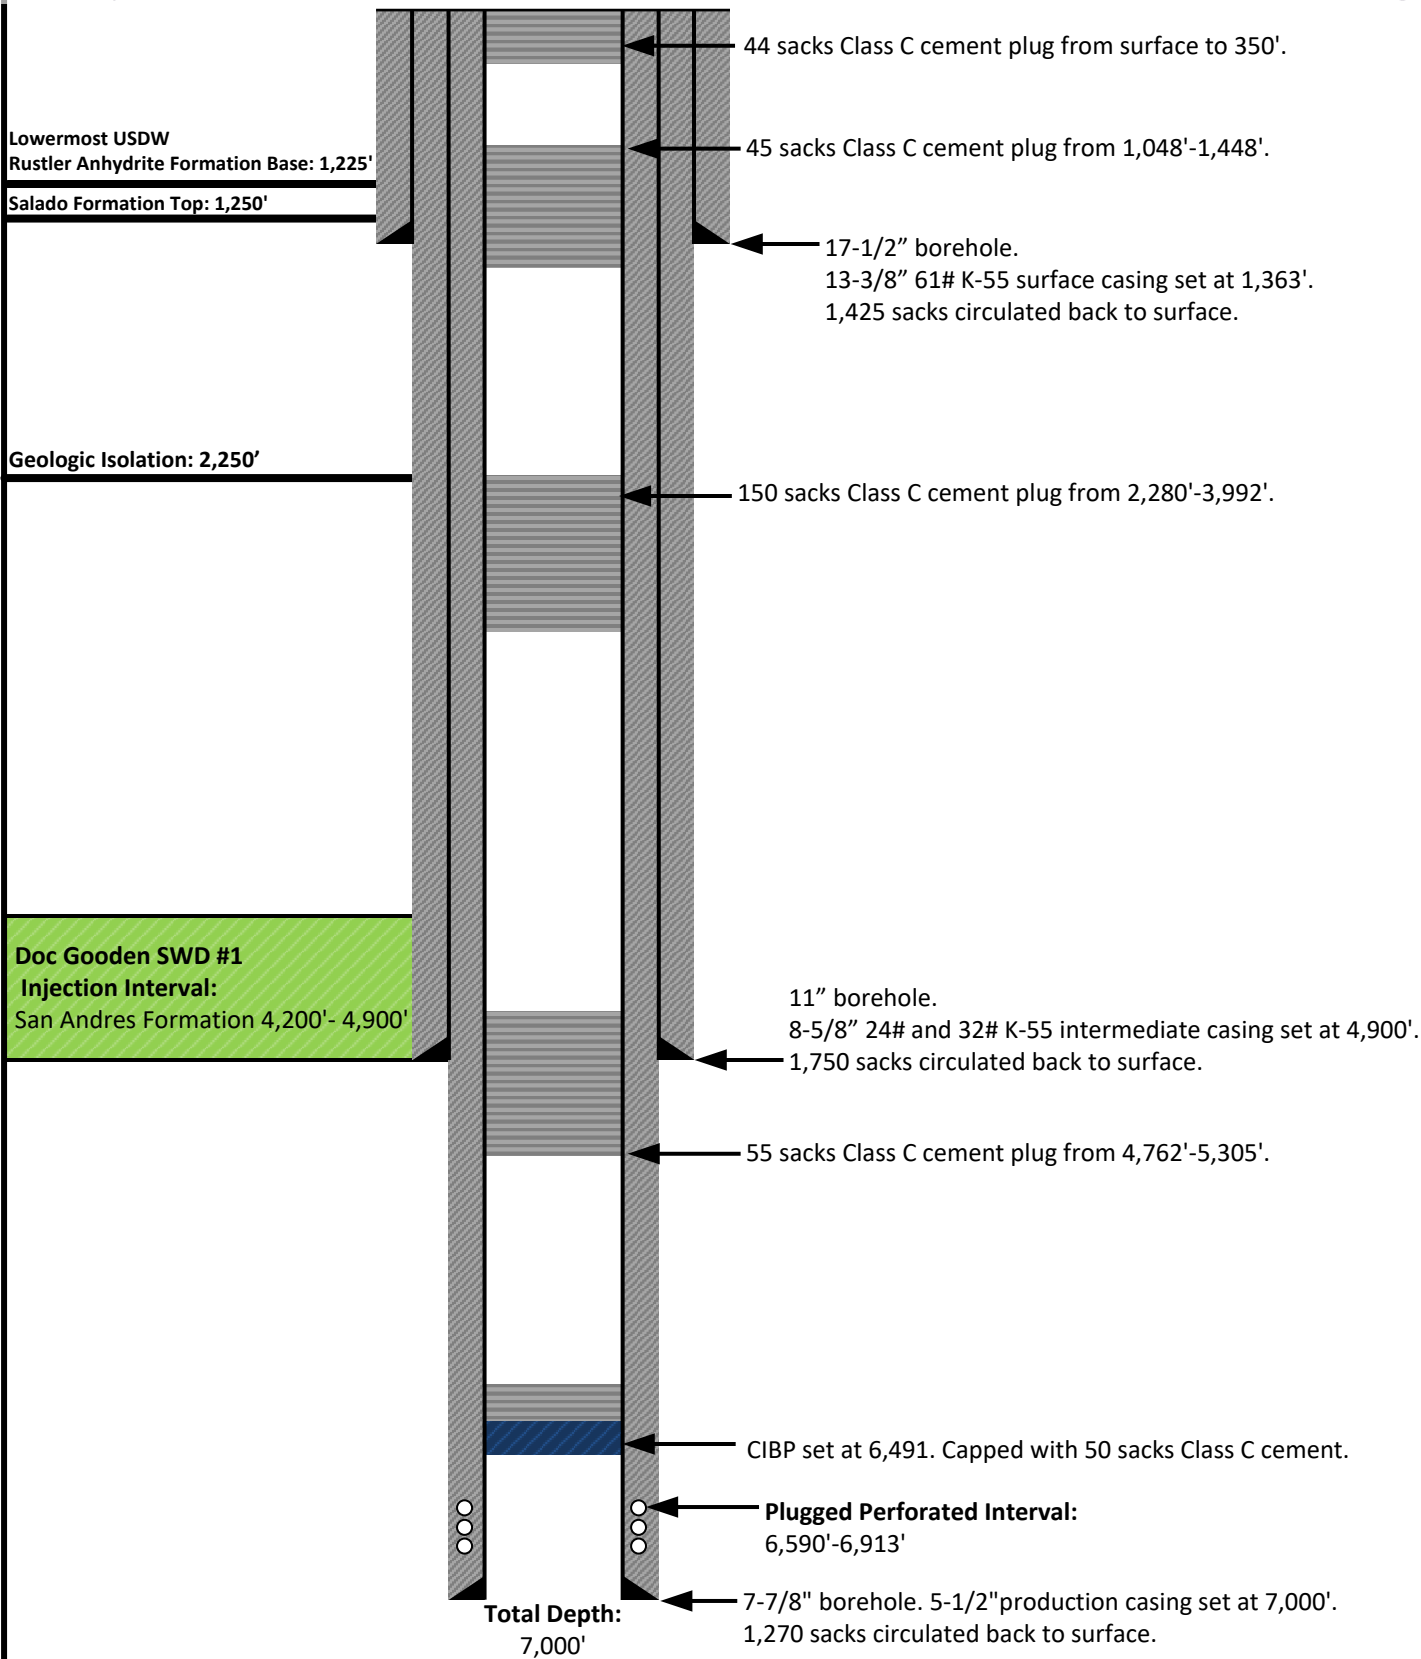 44 sacks Class C cement plug from surface to 350'.
Lowermost USDW
Rustler Anhydrite Formation Base: 1,225'
45 sacks Class C cement plug from 1,048'-1,448'.
Salado Formation Top: 1,250'
17-1/2” borehole.
13-3/8” 61# K-55 surface casing set at 1,363'.
1,425 sacks circulated back to surface.
Geologic Isolation: 2,250’
150 sacks Class C cement plug from 2,280'-3,992'.
Doc Gooden SWD #1
Injection Interval:
San Andres Formation 4,200'- 4,900'
11” borehole.
8-5/8” 24# and 32# K-55 intermediate casing set at 4,900'.
1,750 sacks circulated back to surface.
55 sacks Class C cement plug from 4,762'-5,305'.
CIBP set at 6,491. Capped with 50 sacks Class C cement.
Plugged Perforated Interval:
6,590'-6,913'
7-7/8" borehole. 5-1/2"production casing set at 7,000'.
1,270 sacks circulated back to surface.
Total Depth:
7,000'